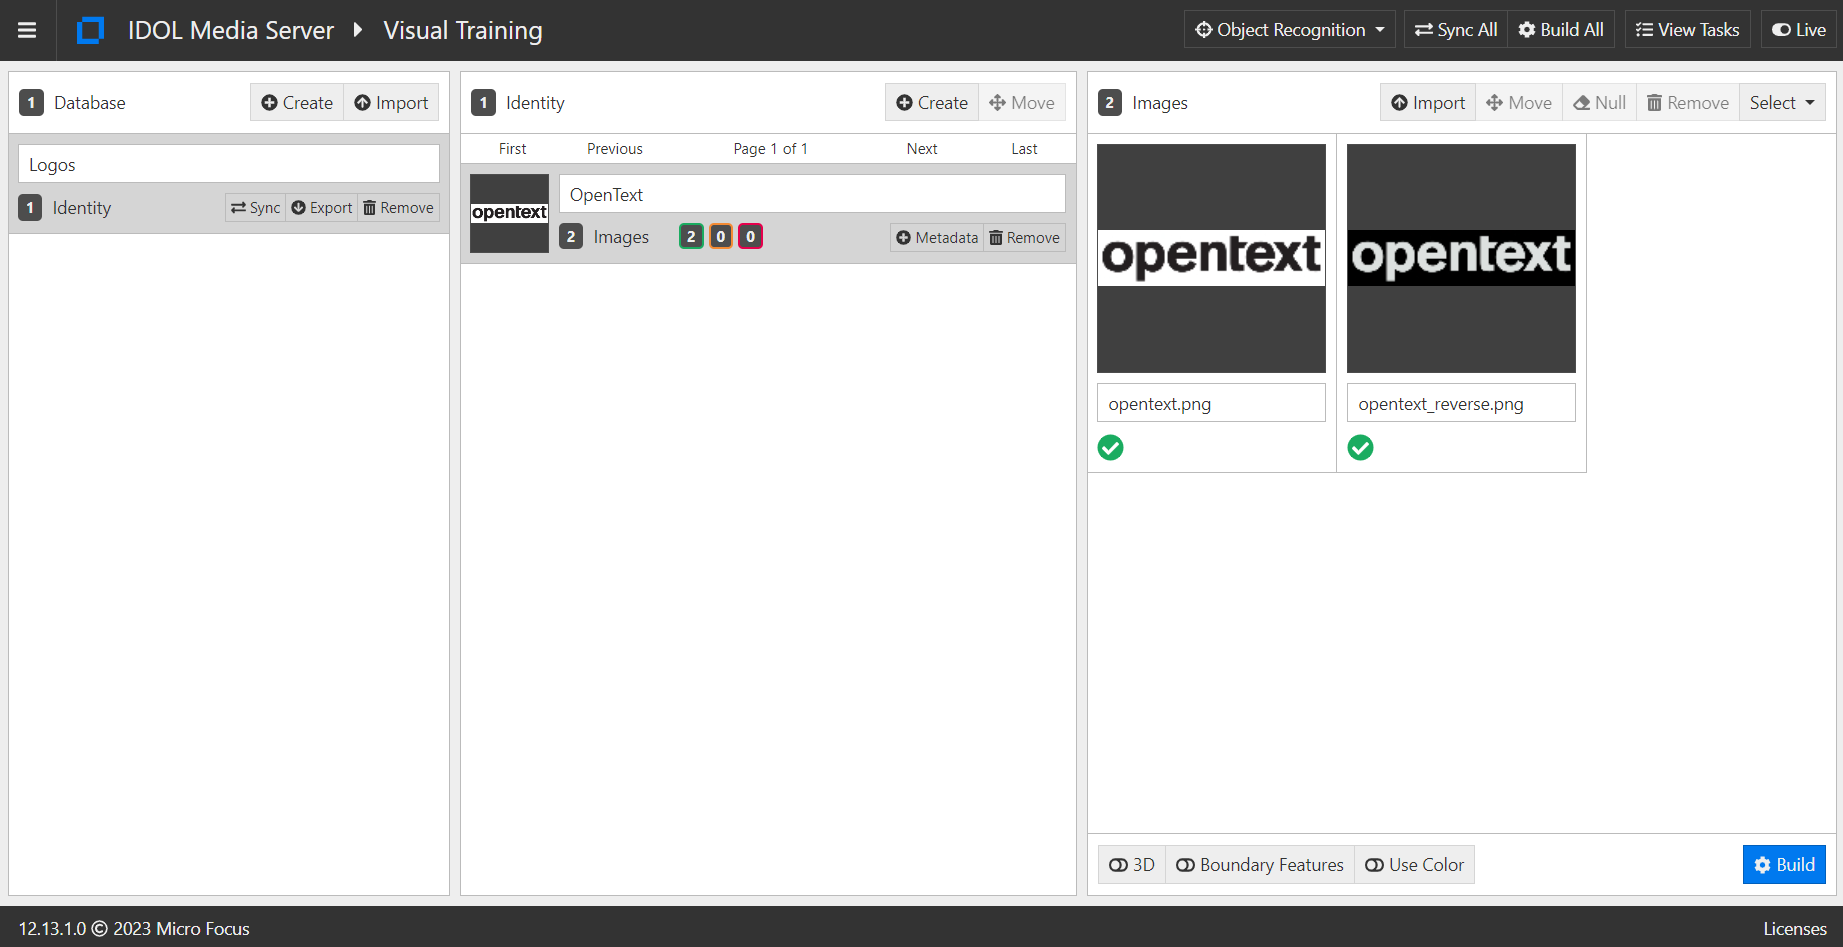 IDOL Media Server Visual Training Object Recognition Sync All Build All View Tasks Live
1 Database Create Import
Logos
1 Identity Sync Export Remove
1 Identity Create Move
First Previous Page 1 of 1 Next Last
opentext
OpenText
2 Images 2 0 0 Metadata Remove
2 Images Import Move Null Remove Select
opentext opentext
opentext.png opentext_reverse.png
3D Boundary Features Use Color Build
12.13.1.0 © 2023 Micro Focus Licenses